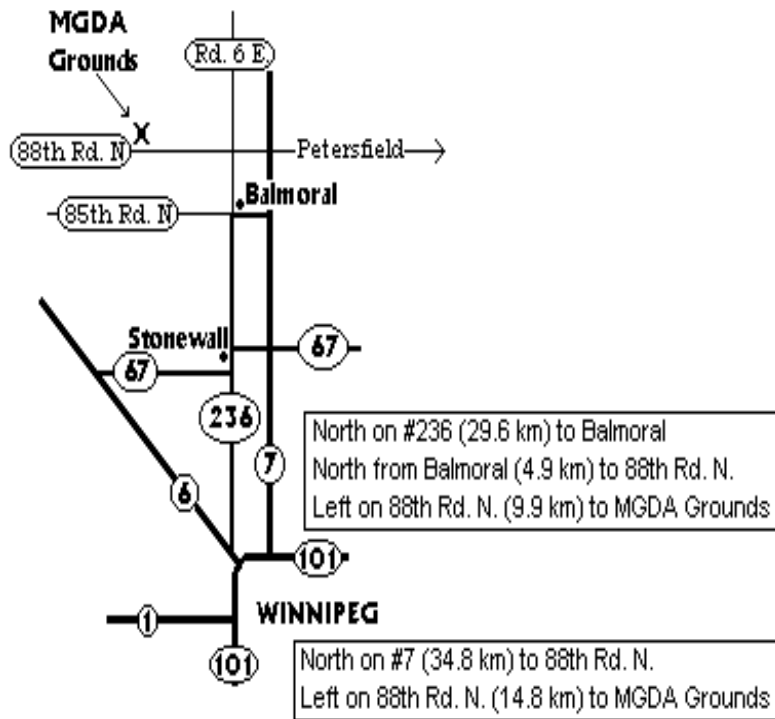 MGDA
Grounds
Rd. 6 E
88th Rd. N
Petersfield
Balmoral
85th Rd. N
Stonewall
67
67
236
North on #236 (29.6 km) to Balmoral
North from Balmoral (4.9 km) to 88th Rd. N.
Left on 88th Rd. N. (9.9 km) to MGDA Grounds
7
6
101
1
WINNIPEG
101
North on #7 (34.8 km) to 88th Rd. N.
Left on 88th Rd. N. (14.8 km) to MGDA Grounds